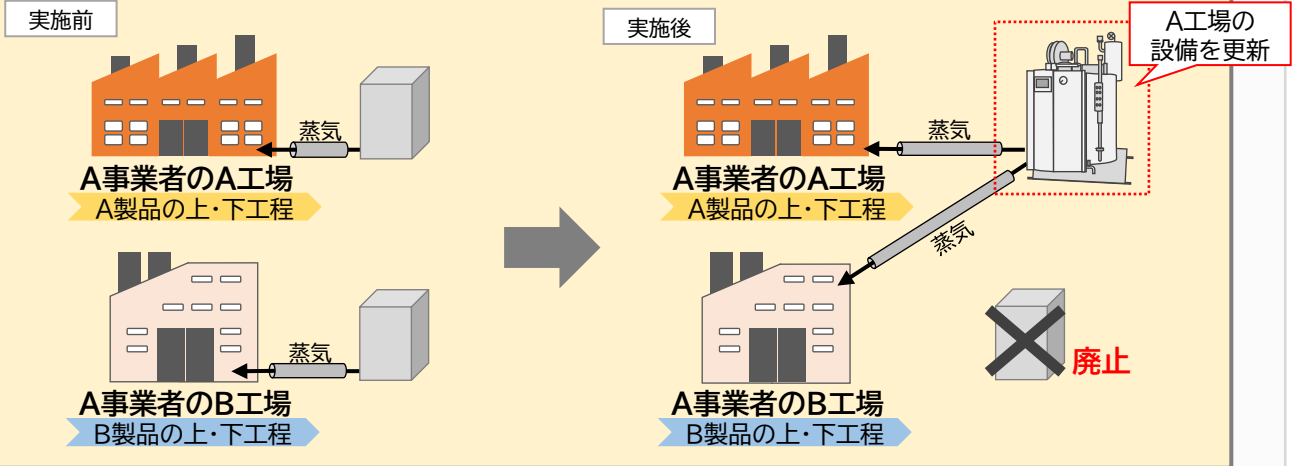 実施前
蒸気
A事業者のA工場
A製品の上・下工程
蒸気
A事業者のB工場
B製品の上・下工程
実施後
A工場の
設備を更新
蒸気
A事業者のA工場
A製品の上・下工程
蒸気
A事業者のB工場
B製品の上・下工程
廃止